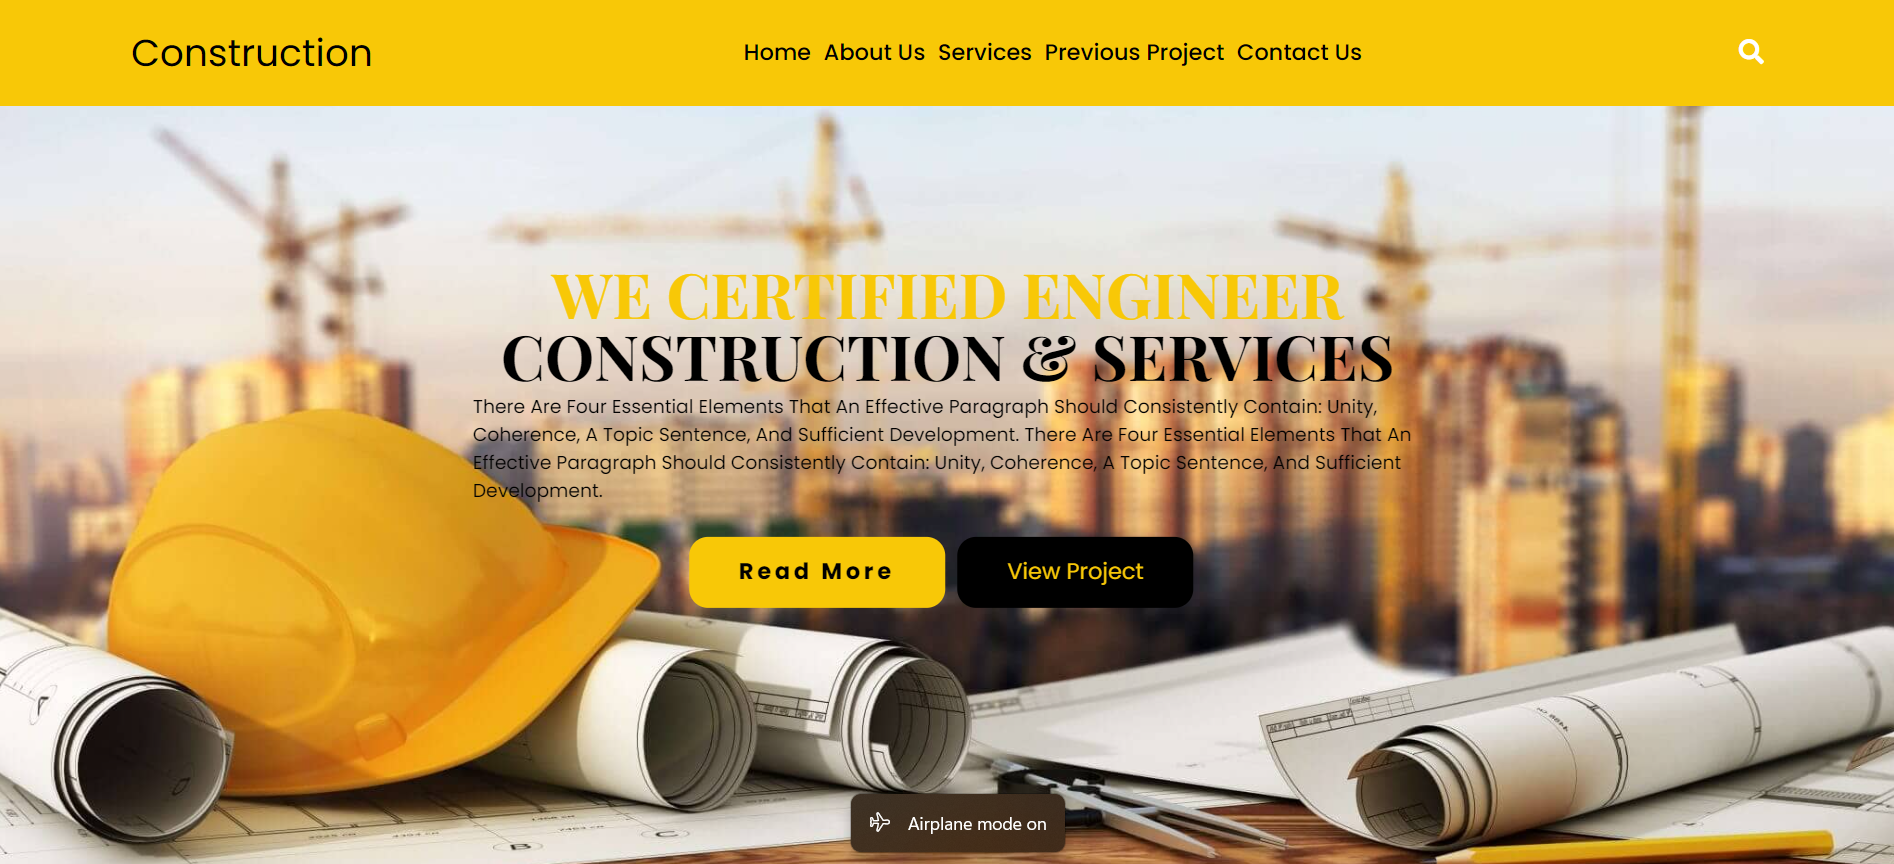 Construction
Home About Us Services Previous Project Contact Us
WE CERTIFIED ENGINEER
CONSTRUCTION & SERVICES
There Are Four Essential Elements That An Effective Paragraph Should Consistently Contain: Unity,
Coherence, A Topic Sentence, And Sufficient Development. There Are Four Essential Elements That An
Effective Paragraph Should Consistently Contain: Unity, Coherence, A Topic Sentence, And Sufficient
Development.
Read More
View Project
Airplane mode on
C
B